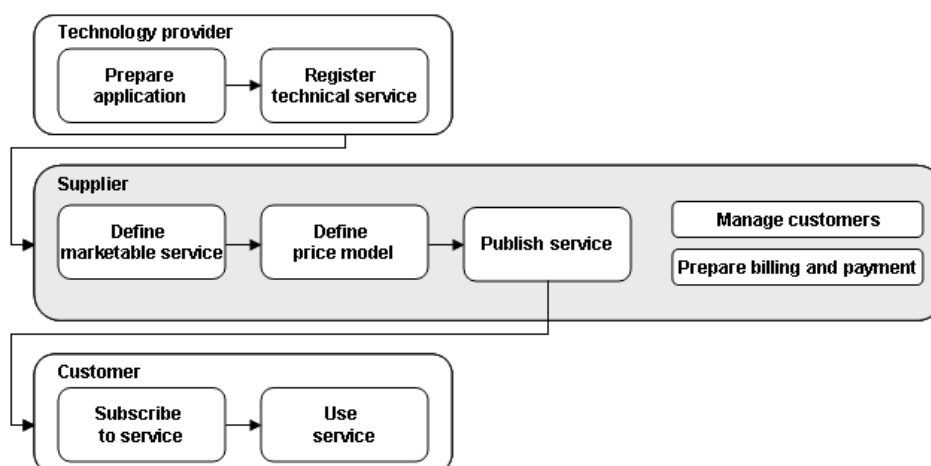 Technology provider
Prepare
application
Register
technical service
Supplier
Define
marketable service
Define
price model
Publish service
Manage customers
Prepare billing and payment
Customer
Subscribe
to service
Use
service